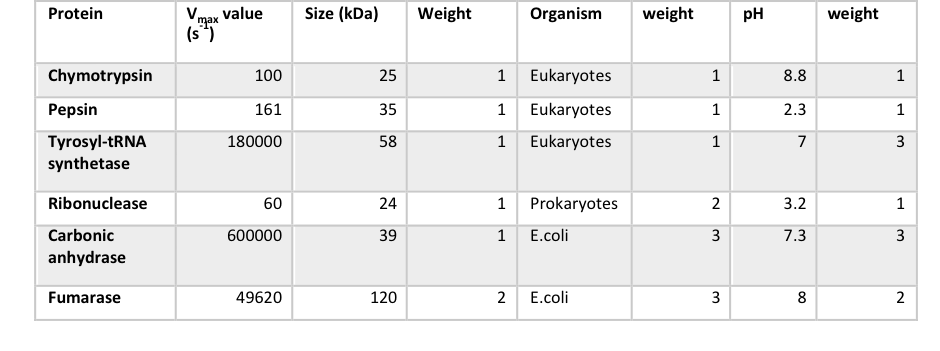 Protein V_max value (s^-1) Size (kDa) Weight Organism weight pH weight
Chymotrypsin 100 25 1 Eukaryotes 1 8.8 1
Pepsin 161 35 1 Eukaryotes 1 2.3 1
Tyrosyl-tRNA synthetase 180000 58 1 Eukaryotes 1 7 3
Ribonuclease 60 24 1 Prokaryotes 2 3.2 1
Carbonic anhydrase 600000 39 1 E.coli 3 7.3 3
Fumarase 49620 120 2 E.coli 3 8 2